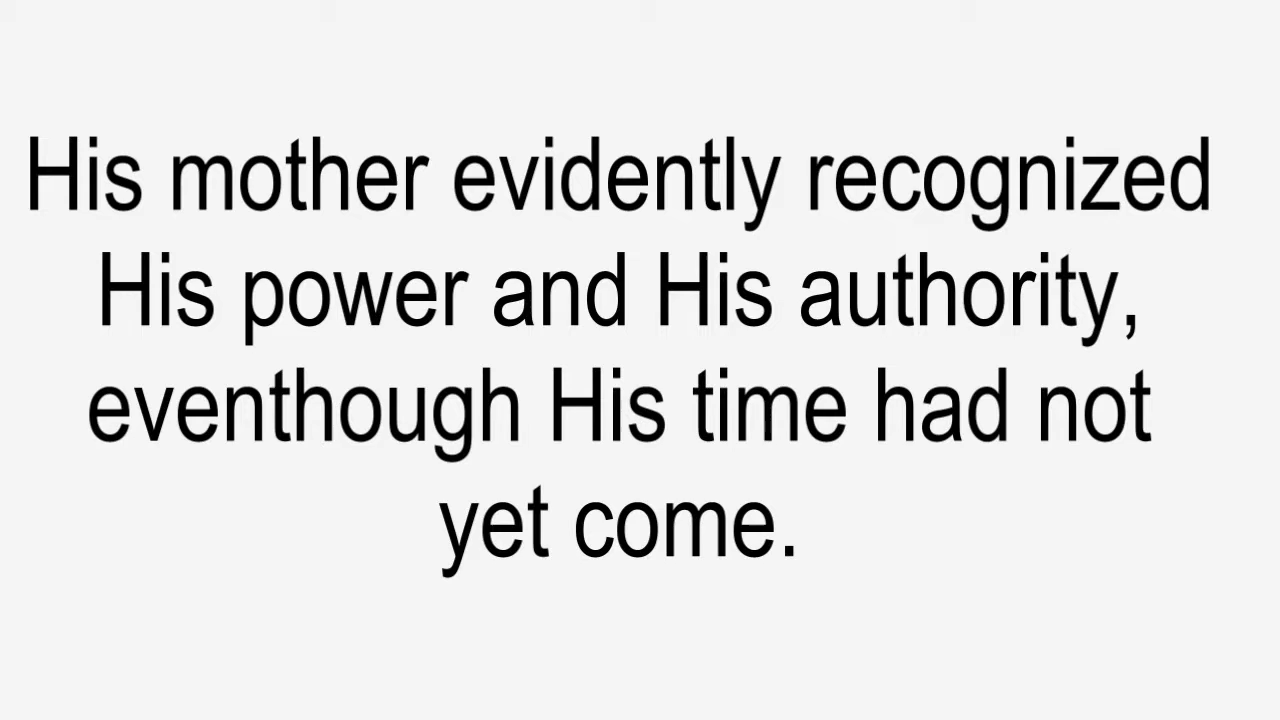 His mother evidently recognized
His power and His authority,
eventhough His time had not
yet come.